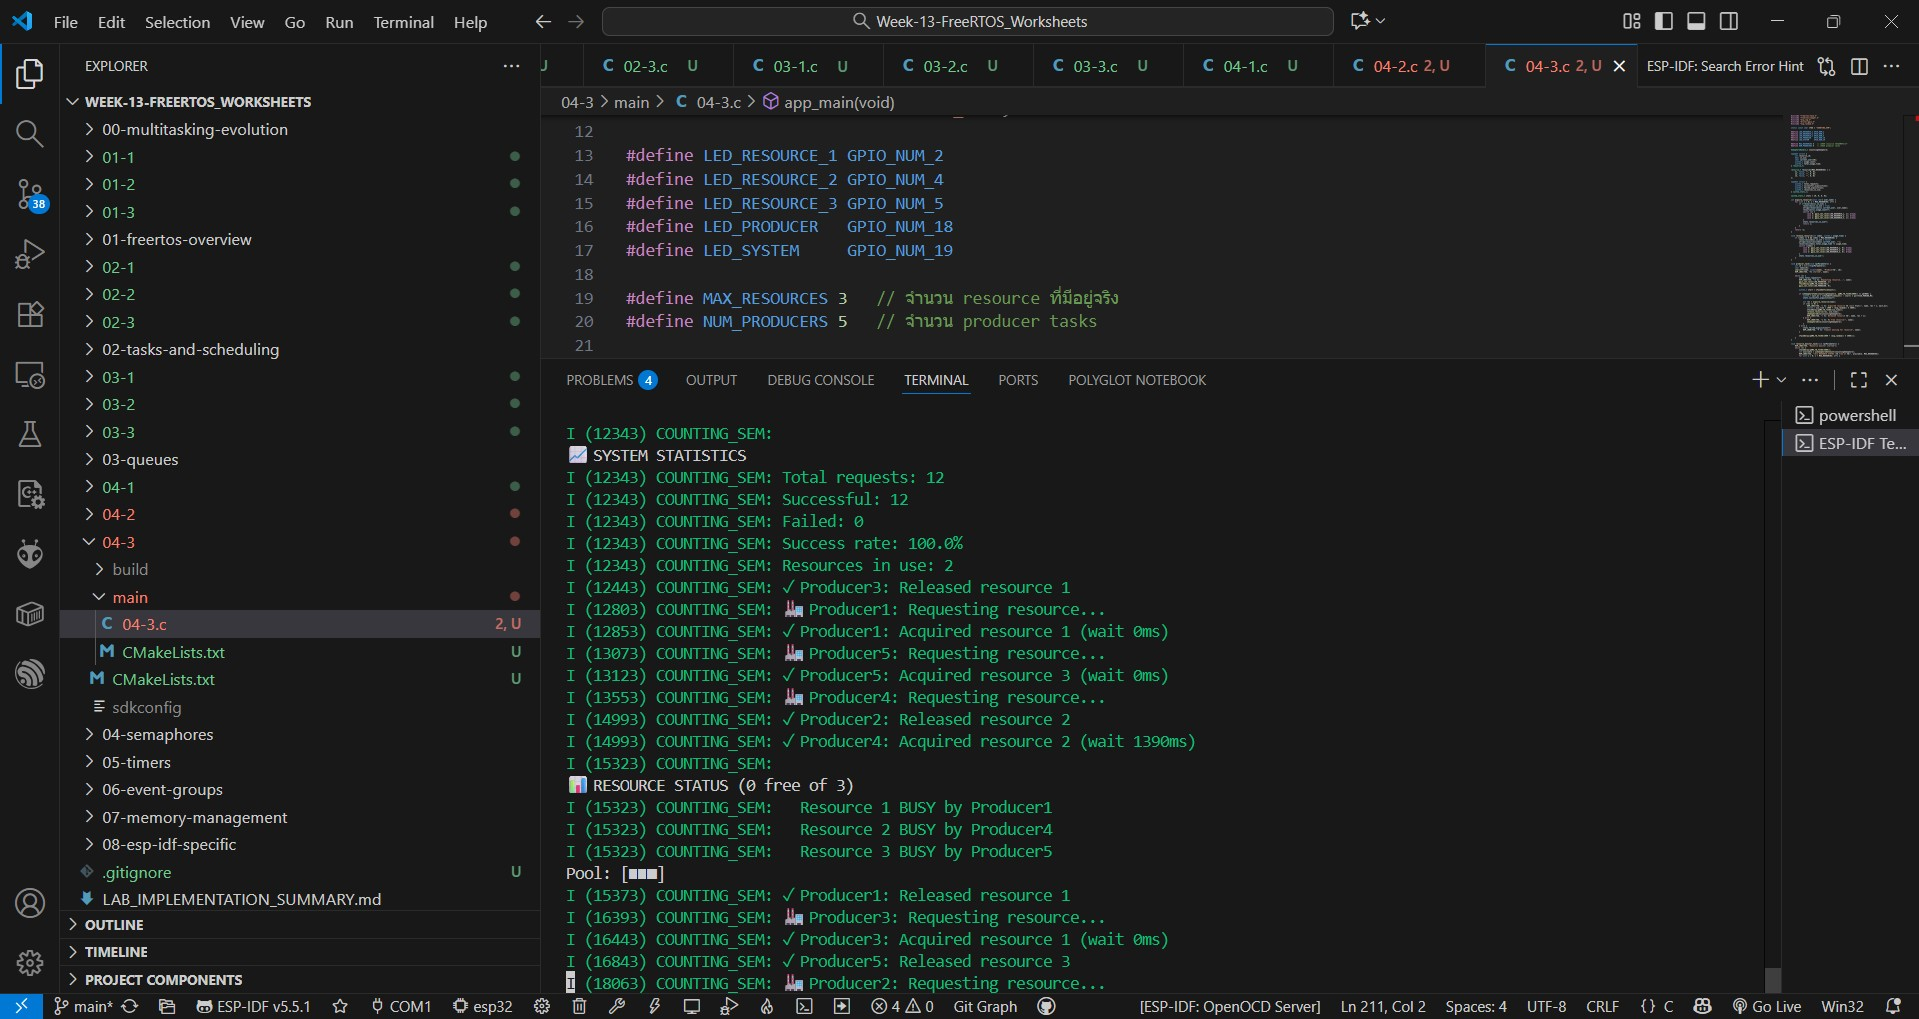 File Edit Selection View Go Run Terminal Help
Week-13-FreeRTOS_Worksheets
EXPLORER
WEEK-13-FREERTOS_WORKSHEETS
00-multitasking-evolution
01-1
01-2
01-3
01-freertos-overview
02-1
02-2
02-3
02-tasks-and-scheduling
03-1
03-2
03-3
03-queues
04-1
04-2
04-3
build
main
C 04-3.c 2, U
M CMakeLists.txt U
M CMakeLists.txt U
sdkconfig
04-semaphores
05-timers
06-event-groups
07-memory-management
08-esp-idf-specific
.gitignore U
LAB_IMPLEMENTATION_SUMMARY.md
OUTLINE
TIMELINE
PROJECT COMPONENTS
38
U C 02-3.c U C 03-1.c U C 03-2.c U C 03-3.c U C 04-1.c U C 04-2.c 2, U C 04-3.c 2, U ESP-IDF: Search Error Hint
04-3 > main > C 04-3.c > app_main(void)
12
13 #define LED_RESOURCE_1 GPIO_NUM_2
14 #define LED_RESOURCE_2 GPIO_NUM_4
15 #define LED_RESOURCE_3 GPIO_NUM_5
16 #define LED_PRODUCER GPIO_NUM_18
17 #define LED_SYSTEM GPIO_NUM_19
18
19 #define MAX_RESOURCES 3 // จำนวน resource ที่มีอยู่จริง
20 #define NUM_PRODUCERS 5 // จำนวน producer tasks
21
PROBLEMS 4 OUTPUT DEBUG CONSOLE TERMINAL PORTS POLYGLOT NOTEBOOK
powershell
ESP-IDF Te...
I (12343) COUNTING_SEM:
📈 SYSTEM STATISTICS
I (12343) COUNTING_SEM: Total requests: 12
I (12343) COUNTING_SEM: Successful: 12
I (12343) COUNTING_SEM: Failed: 0
I (12343) COUNTING_SEM: Success rate: 100.0%
I (12343) COUNTING_SEM: Resources in use: 2
I (12443) COUNTING_SEM: ✓ Producer3: Released resource 1
I (12803) COUNTING_SEM: 🏭 Producer1: Requesting resource...
I (12853) COUNTING_SEM: ✓ Producer1: Acquired resource 1 (wait 0ms)
I (13073) COUNTING_SEM: 🏭 Producer5: Requesting resource...
I (13123) COUNTING_SEM: ✓ Producer5: Acquired resource 3 (wait 0ms)
I (13553) COUNTING_SEM: 🏭 Producer4: Requesting resource...
I (14993) COUNTING_SEM: ✓ Producer2: Released resource 2
I (14993) COUNTING_SEM: ✓ Producer4: Acquired resource 2 (wait 1390ms)
I (15323) COUNTING_SEM:
📊 RESOURCE STATUS (0 free of 3)
I (15323) COUNTING_SEM: Resource 1 BUSY by Producer1
I (15323) COUNTING_SEM: Resource 2 BUSY by Producer4
I (15323) COUNTING_SEM: Resource 3 BUSY by Producer5
Pool: [■■■]
I (15373) COUNTING_SEM: ✓ Producer1: Released resource 1
I (16393) COUNTING_SEM: 🏭 Producer3: Requesting resource...
I (16443) COUNTING_SEM: ✓ Producer3: Acquired resource 1 (wait 0ms)
I (16843) COUNTING_SEM: ✓ Producer5: Released resource 3
I (18063) COUNTING_SEM: 🏭 Producer2: Requesting resource...
main* ESP-IDF v5.5.1 COM1 esp32 4 0 Git Graph [ESP-IDF: OpenOCD Server] Ln 211, Col 2 Spaces: 4 UTF-8 CRLF {} C Go Live Win32